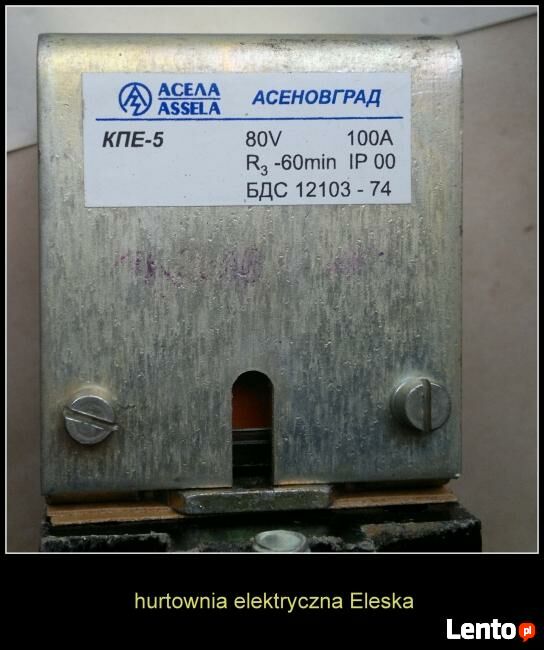 АСЕЛА
ASSELA
АСЕНОВГРАД
КПЕ-5 80V 100A
R3 -60min IP 00
БДС 12103 - 74
hurtownia elektryczna Eleska
Lento.pl